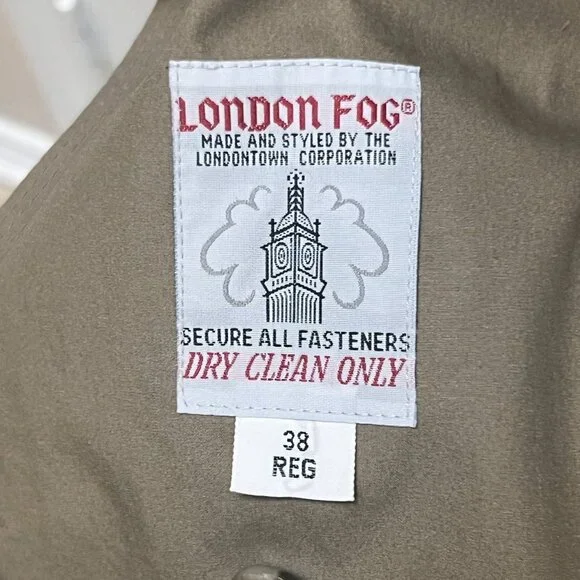 LONDON FOG®
MADE AND STYLED BY THE
LONDONTOWN CORPORATION
SECURE ALL FASTENERS
DRY CLEAN ONLY
38
REG